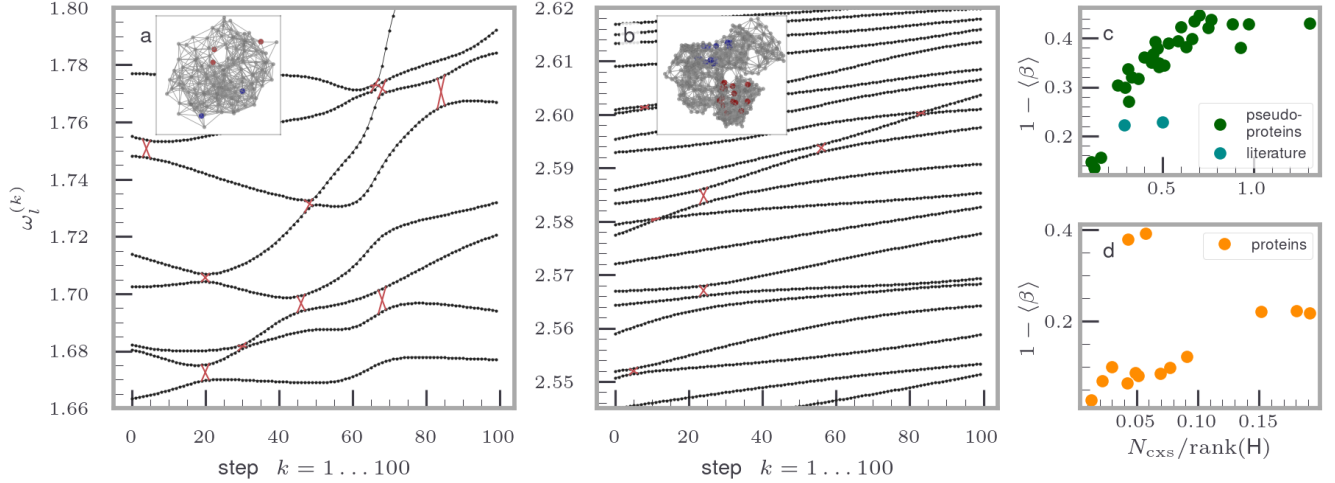 a
1.80
1.78
1.76
1.74
1.72
1.70
1.68
1.66
ω_l^(k)
0 20 40 60 80 100
step k = 1 … 100
b
2.62
2.61
2.60
2.59
2.58
2.57
2.56
2.55
0 20 40 60 80 100
step k = 1 … 100
c
0.4
0.3
0.2
1 − ⟨β⟩
pseudo-
proteins
literature
0.5 1.0
d
0.4
0.2
1 − ⟨β⟩
proteins
0.05 0.10 0.15
N_cxs/rank(H)